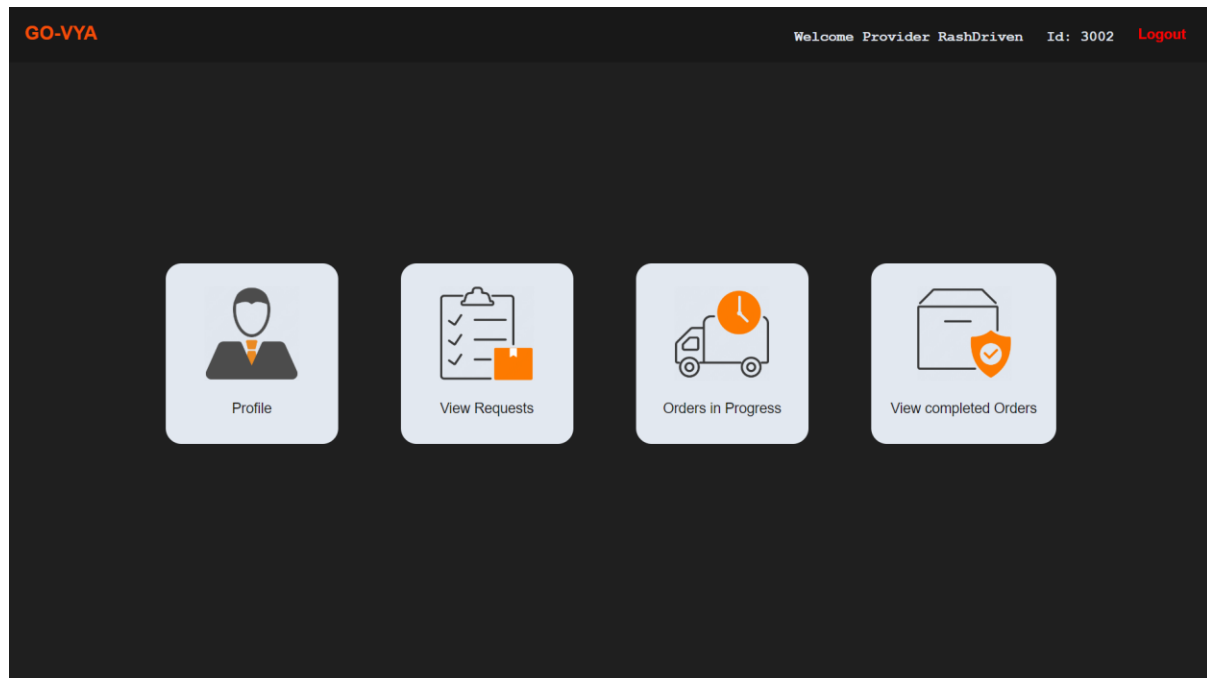 GO-VYA
Welcome Provider RashDriven Id: 3002 Logout
Profile
View Requests
Orders in Progress
View completed Orders